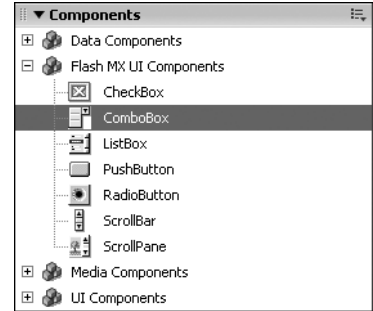 Components
Data Components
Flash MX UI Components
CheckBox
ComboBox
ListBox
PushButton
RadioButton
ScrollBar
ScrollPane
Media Components
UI Components